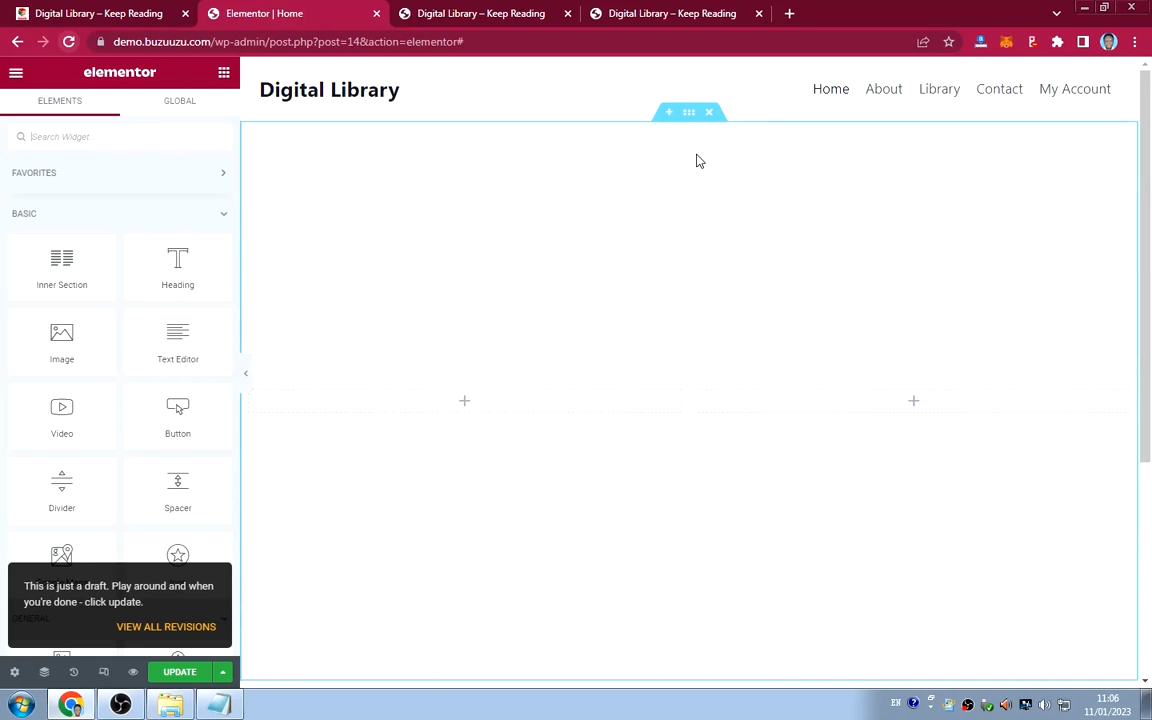 Digital Library – Keep Reading
Elementor | Home
Digital Library – Keep Reading
Digital Library – Keep Reading
demo.buzuuzu.com/wp-admin/post.php?post=14&action=elementor#
elementor
ELEMENTS
GLOBAL
Search Widget
FAVORITES
BASIC
Inner Section
Heading
Image
Text Editor
Video
Button
Divider
Spacer
This is just a draft. Play around and when
you're done - click update.
VIEW ALL REVISIONS
GENERAL
UPDATE
Digital Library
Home
About
Library
Contact
My Account
EN
11:06
11/01/2023